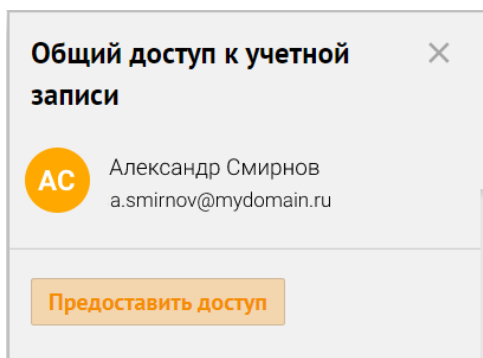 Общий доступ к учетной
записи
АС
Александр Смирнов
a.smirnov@mydomain.ru
Предоставить доступ